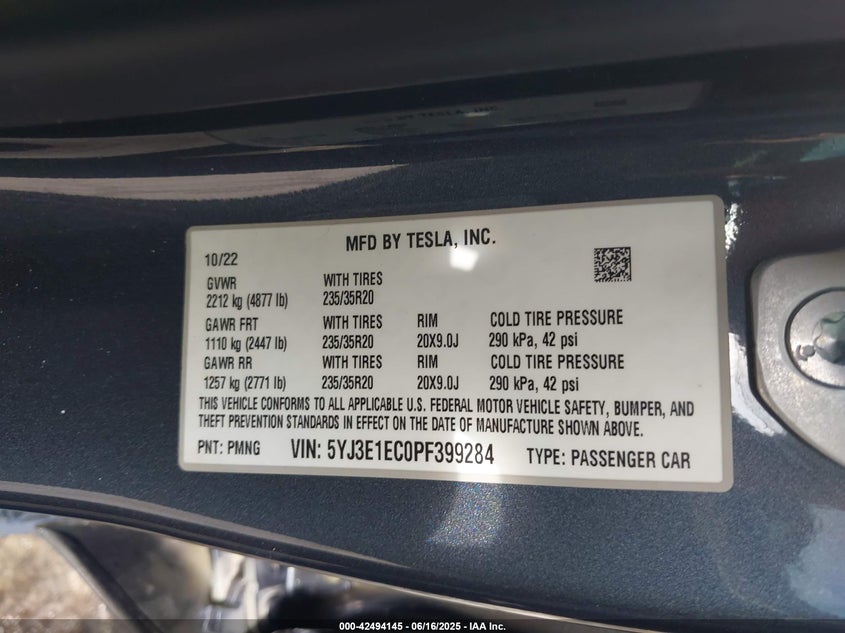 BY TESLA, INC.
MFD BY TESLA, INC.
10/22
GVWR WITH TIRES
2212 kg (4877 lb) 235/35R20
GAWR FRT WITH TIRES RIM COLD TIRE PRESSURE
1110 kg (2447 lb) 235/35R20 20X9.0J 290 kPa, 42 psi
GAWR RR WITH TIRES RIM COLD TIRE PRESSURE
1257 kg (2771 lb) 235/35R20 20X9.0J 290 kPa, 42 psi
THIS VEHICLE CONFORMS TO ALL APPLICABLE U.S. FEDERAL MOTOR VEHICLE SAFETY, BUMPER, AND
THEFT PREVENTION STANDARDS IN EFFECT ON THE DATE OF MANUFACTURE SHOWN ABOVE.
PNT: PMNG VIN: 5YJ3E1EC0PF399284 TYPE: PASSENGER CAR
000-42494145 - 06/16/2025 - IAA Inc.